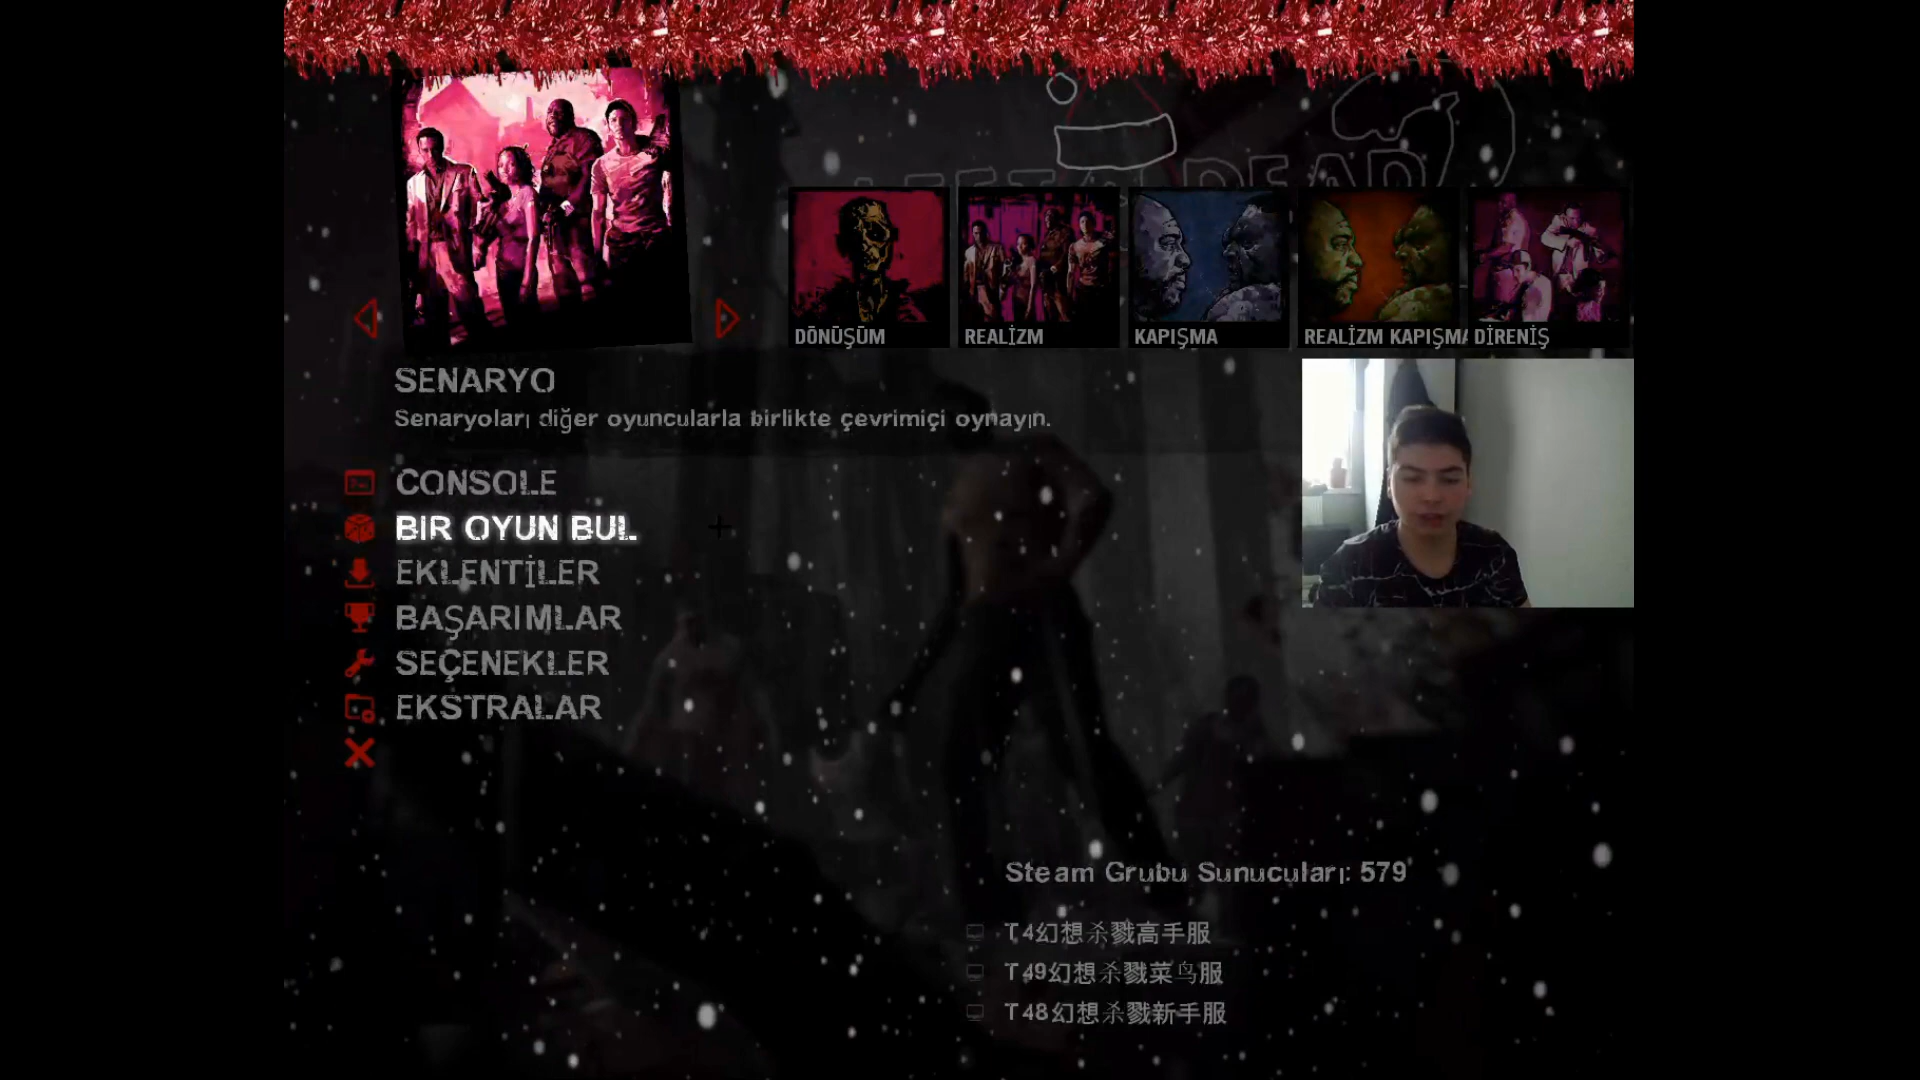 DÖNÜŞÜM
REALİZM
KAPIŞMA
REALİZM KAPIŞMA
DİRENİŞ
SENARYO
Senaryoları diğer oyuncularla birlikte çevrimiçi oynayın.
CONSOLE
BIR OYUN BUL
EKLENTİLER
BAŞARIMLAR
SEÇENEKLER
EKSTRALAR
Steam Grubu Sunucuları: 579
T4幻想杀戮高手服
T49幻想杀戮菜鸟服
T48幻想杀戮新手服